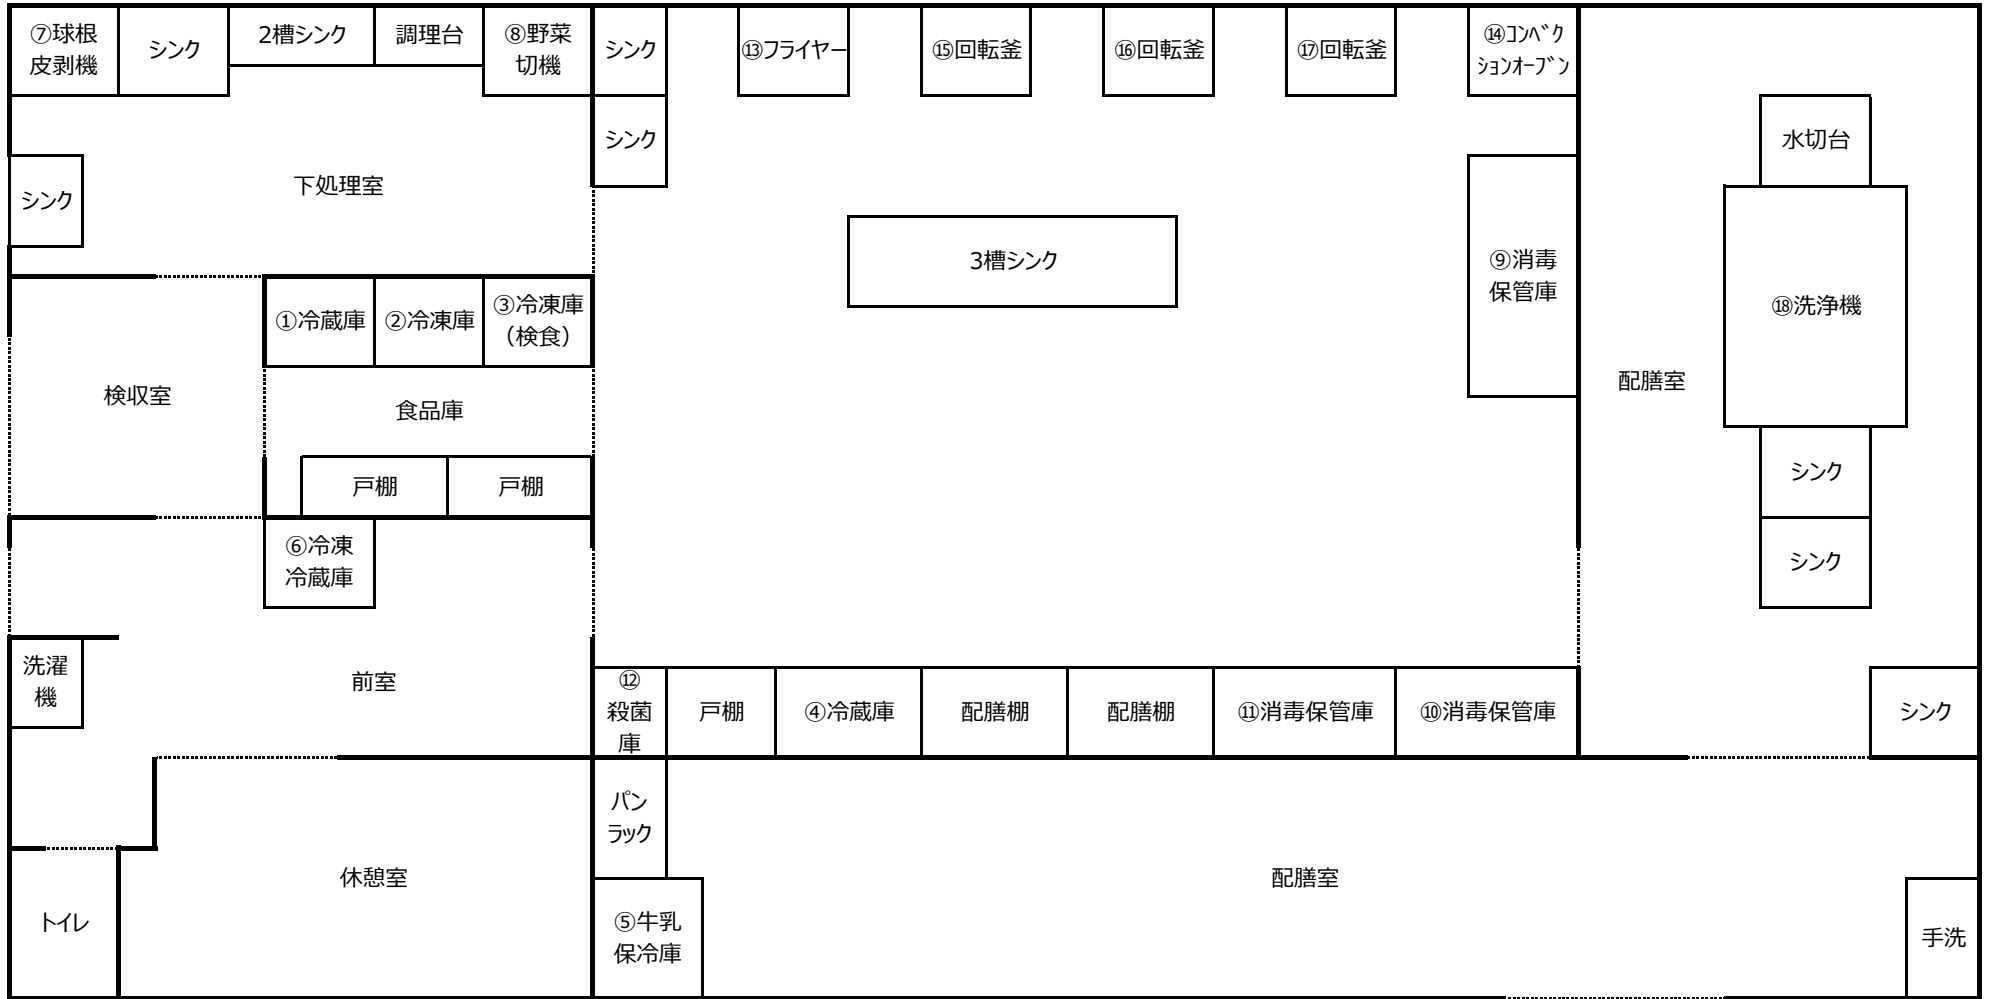 ⑦球根
皮剥機
シンク
2槽シンク
調理台
⑧野菜
切機
シンク
⑬フライヤー
⑮回転釜
⑯回転釜
⑰回転釜
⑭コンベク
ションオーブン
シンク
水切台
シンク
下処理室
3槽シンク
⑨消毒
保管庫
⑱洗浄機
①冷蔵庫
②冷凍庫
③冷凍庫
（検食）
検収室
食品庫
配膳室
戸棚
戸棚
シンク
⑥冷凍
冷蔵庫
シンク
洗濯
機
前室
⑫
殺菌
庫
戸棚
④冷蔵庫
配膳棚
配膳棚
⑪消毒保管庫
⑩消毒保管庫
シンク
パン
ラック
休憩室
配膳室
トイレ
⑤牛乳
保冷庫
手洗